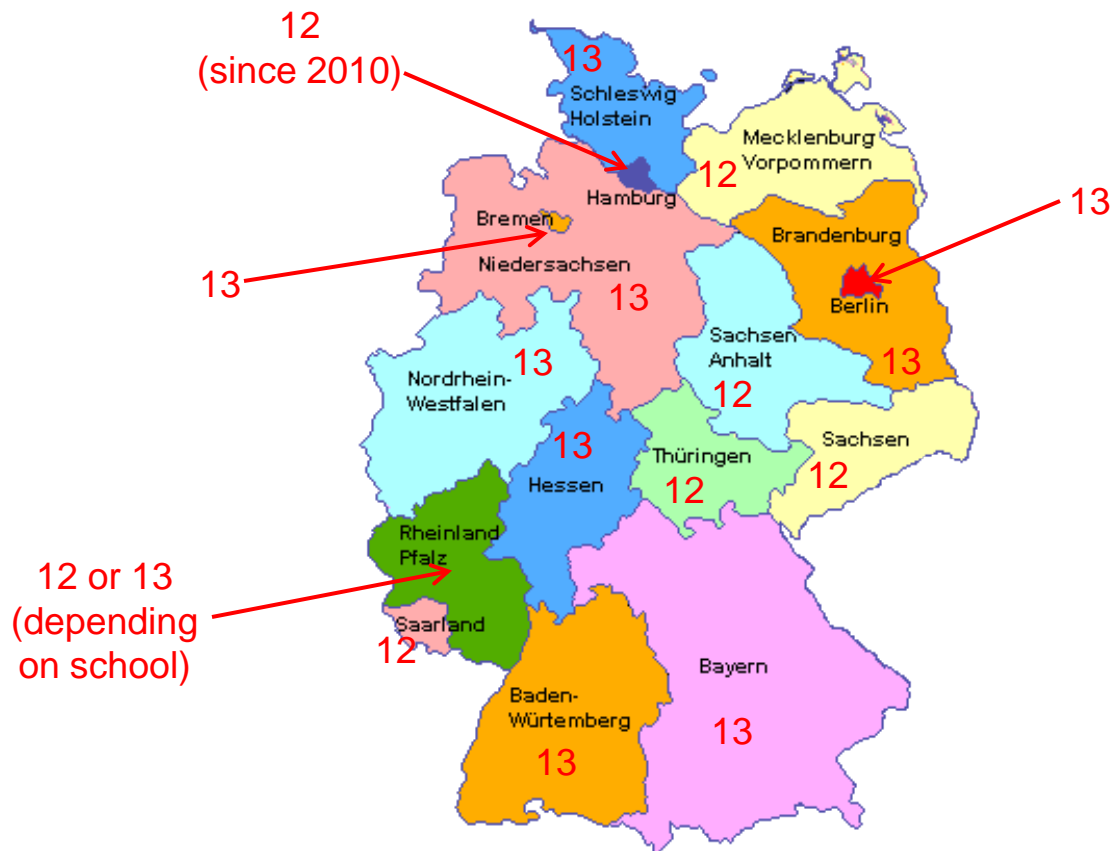 12
(since 2010)
13
Schleswig
Holstein
Mecklenburg
Vorpommern
12
Hamburg
13
Bremen
Brandenburg
13
Niedersachsen
13
Berlin
13
Sachsen
Anhalt
12
13
Nordrhein-
Westfalen
13
Hessen
Thüringen
12
Sachsen
12
Rheinland
Pfalz
12 or 13
(depending
on school)
Saarland
12
Bayern
13
Baden-
Würtemberg
13